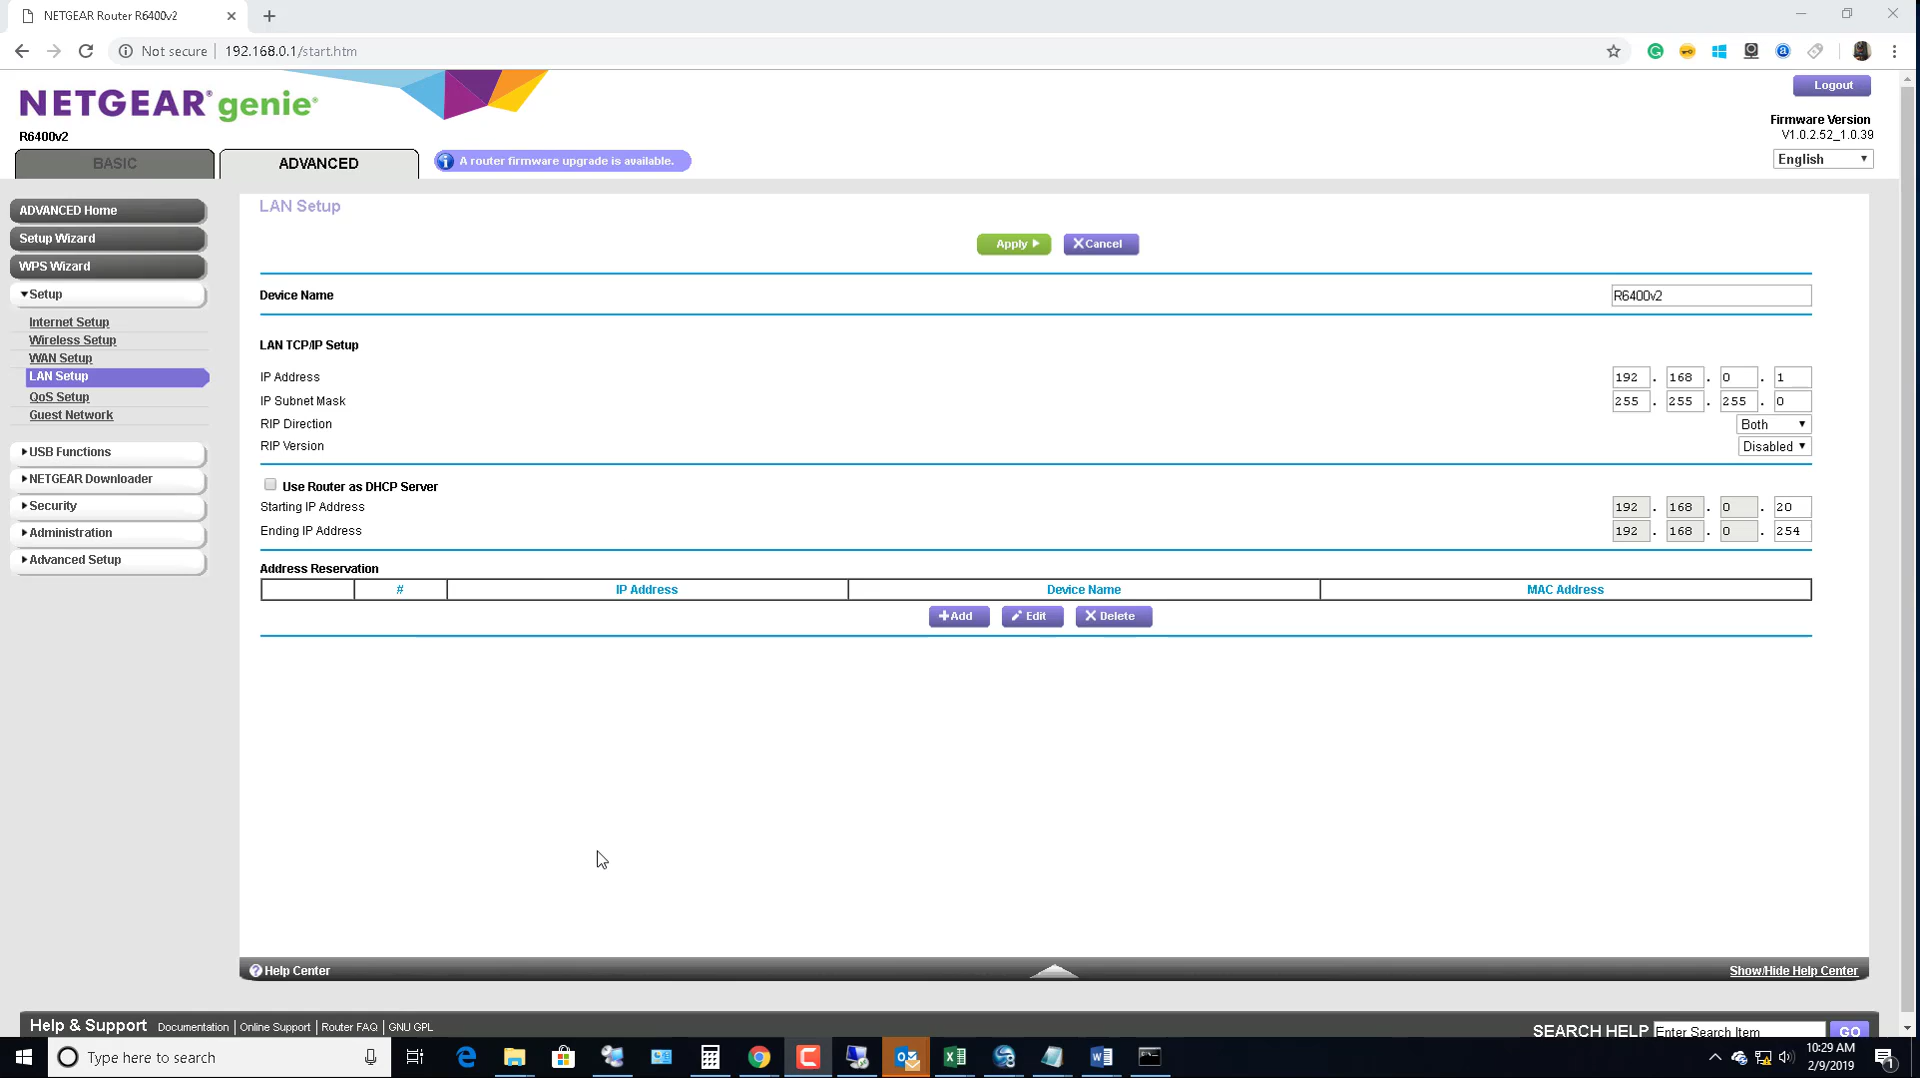 NETGEAR Router R6400v2
Not secure | 192.168.0.1/start.htm
NETGEAR® genie®
R6400v2
Logout
Firmware Version
V1.0.2.52_1.0.39
English
BASIC
ADVANCED
A router firmware upgrade is available.
ADVANCED Home
Setup Wizard
WPS Wizard
Setup
Internet Setup
Wireless Setup
WAN Setup
LAN Setup
QoS Setup
Guest Network
USB Functions
NETGEAR Downloader
Security
Administration
Advanced Setup
LAN Setup
Apply
Cancel
Device Name
R6400v2
LAN TCP/IP Setup
IP Address
192 . 168 . 0 . 1
IP Subnet Mask
255 . 255 . 255 . 0
RIP Direction
Both
RIP Version
Disabled
Use Router as DHCP Server
Starting IP Address
192 . 168 . 0 . 20
Ending IP Address
192 . 168 . 0 . 254
Address Reservation
# IP Address Device Name MAC Address
Add Edit Delete
Help Center
Show/Hide Help Center
Help & Support Documentation | Online Support | Router FAQ | GNU GPL
SEARCH HELP Enter Search Item GO
Type here to search
10:29 AM
2/9/2019
1